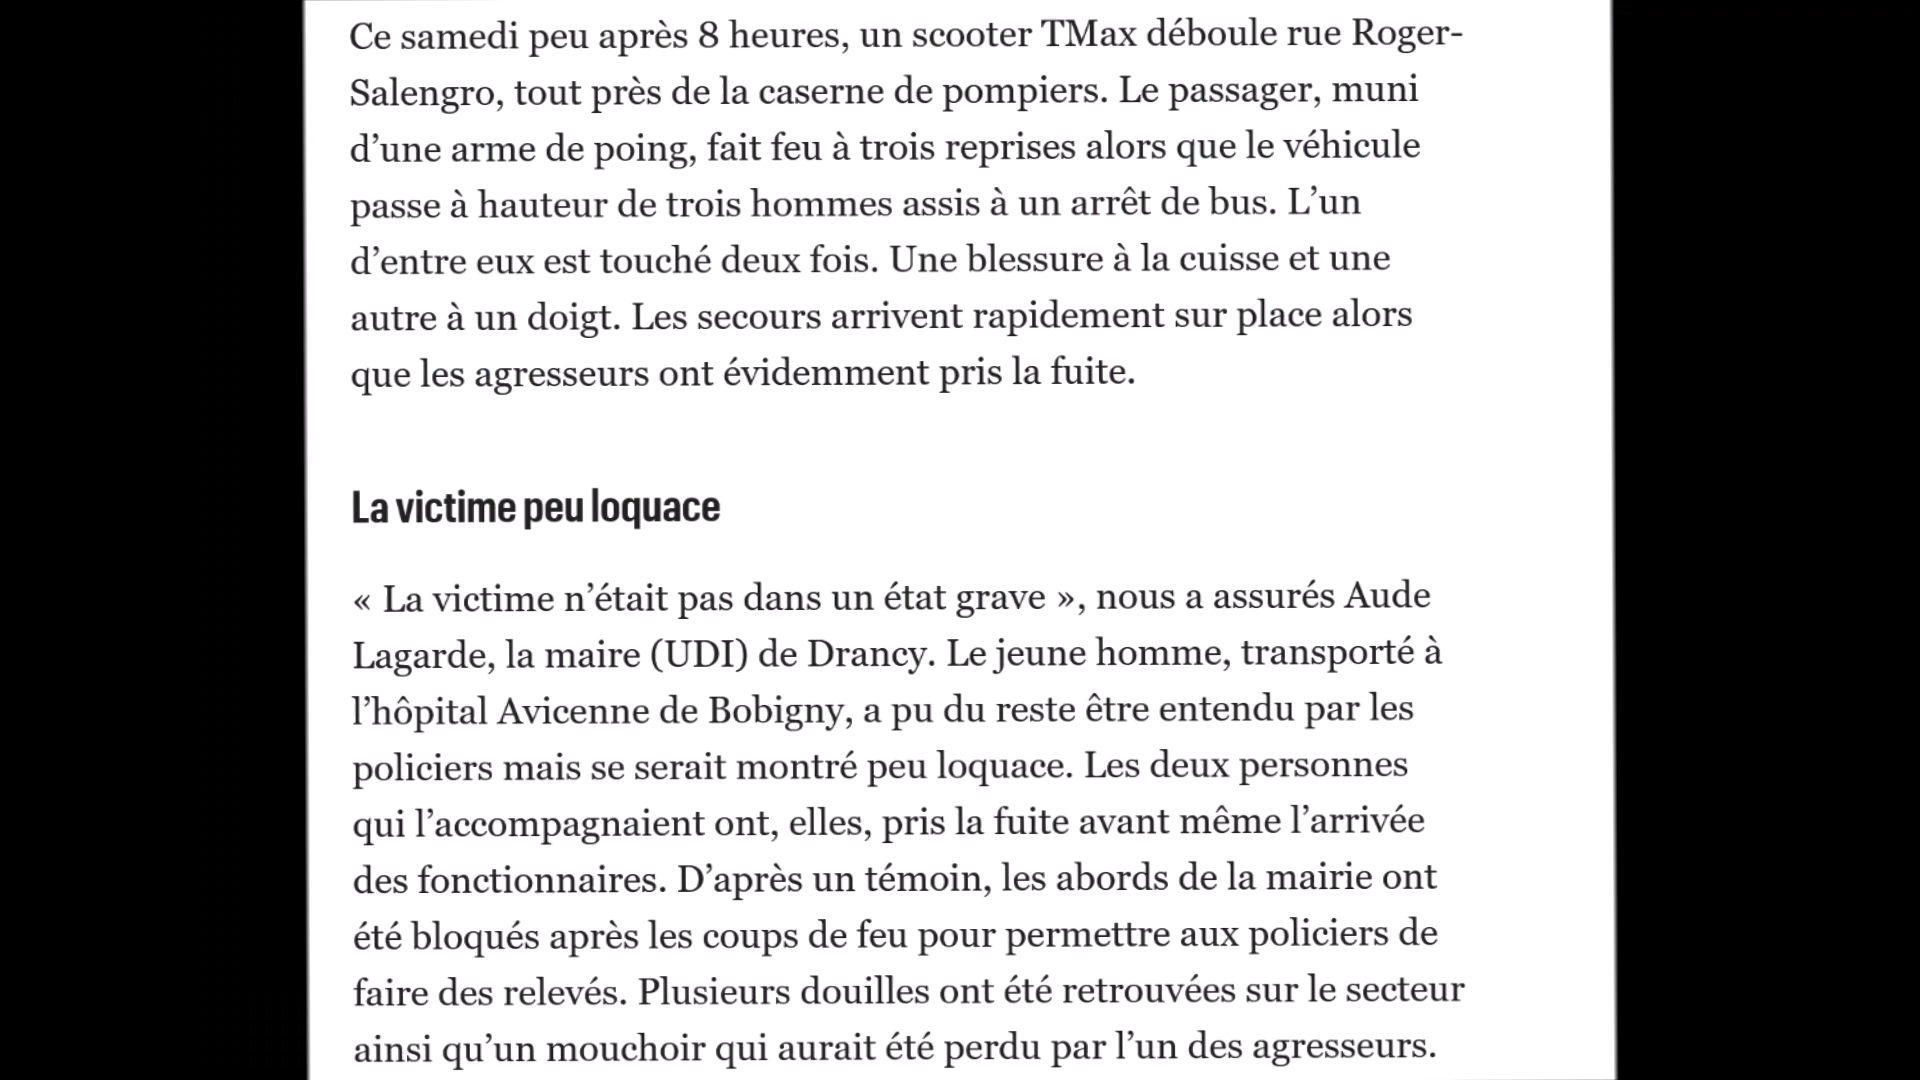 Ce samedi peu après 8 heures, un scooter TMax déboule rue Roger-
Salengro, tout près de la caserne de pompiers. Le passager, muni
d’une arme de poing, fait feu à trois reprises alors que le véhicule
passe à hauteur de trois hommes assis à un arrêt de bus. L’un
d’entre eux est touché deux fois. Une blessure à la cuisse et une
autre à un doigt. Les secours arrivent rapidement sur place alors
que les agresseurs ont évidemment pris la fuite.
La victime peu loquace
« La victime n’était pas dans un état grave », nous a assurés Aude
Lagarde, la maire (UDI) de Drancy. Le jeune homme, transporté à
l’hôpital Avicenne de Bobigny, a pu du reste être entendu par les
policiers mais se serait montré peu loquace. Les deux personnes
qui l’accompagnaient ont, elles, pris la fuite avant même l’arrivée
des fonctionnaires. D’après un témoin, les abords de la mairie ont
été bloqués après les coups de feu pour permettre aux policiers de
faire des relevés. Plusieurs douilles ont été retrouvées sur le secteur
ainsi qu’un mouchoir qui aurait été perdu par l’un des agresseurs.